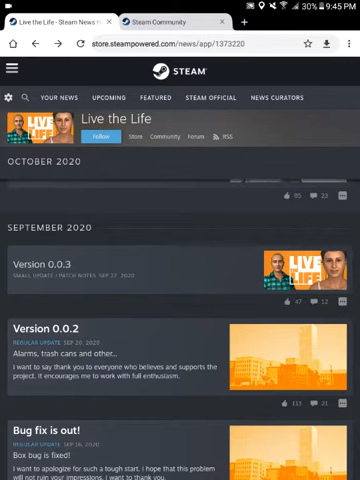 30% 9:45 PM
Live the Life - Steam News H
Steam Community
store.steampowered.com/news/app/1373220
STEAM®
YOUR NEWS UPCOMING FEATURED STEAM OFFICIAL NEWS CURATORS
LIVE LIFE
Live the Life
Follow Store Community Forum RSS
OCTOBER 2020
85 23
SEPTEMBER 2020
Version 0.0.3
SMALL UPDATE / PATCH NOTES SEP 27, 2020
LIVE LIFE
47 12
Version 0.0.2
REGULAR UPDATE SEP 20, 2020
Alarms, trash cans and other...
I want to say thank you to everyone who believes and supports the
project. It encourages me to work with full enthusiasm.
113 31
Bug fix is out!
REGULAR UPDATE SEP 16, 2020
Box bug is fixed!
I want to apologize for such a tough start. I hope that this problem
will not ruin your impressions. I want to thank you.